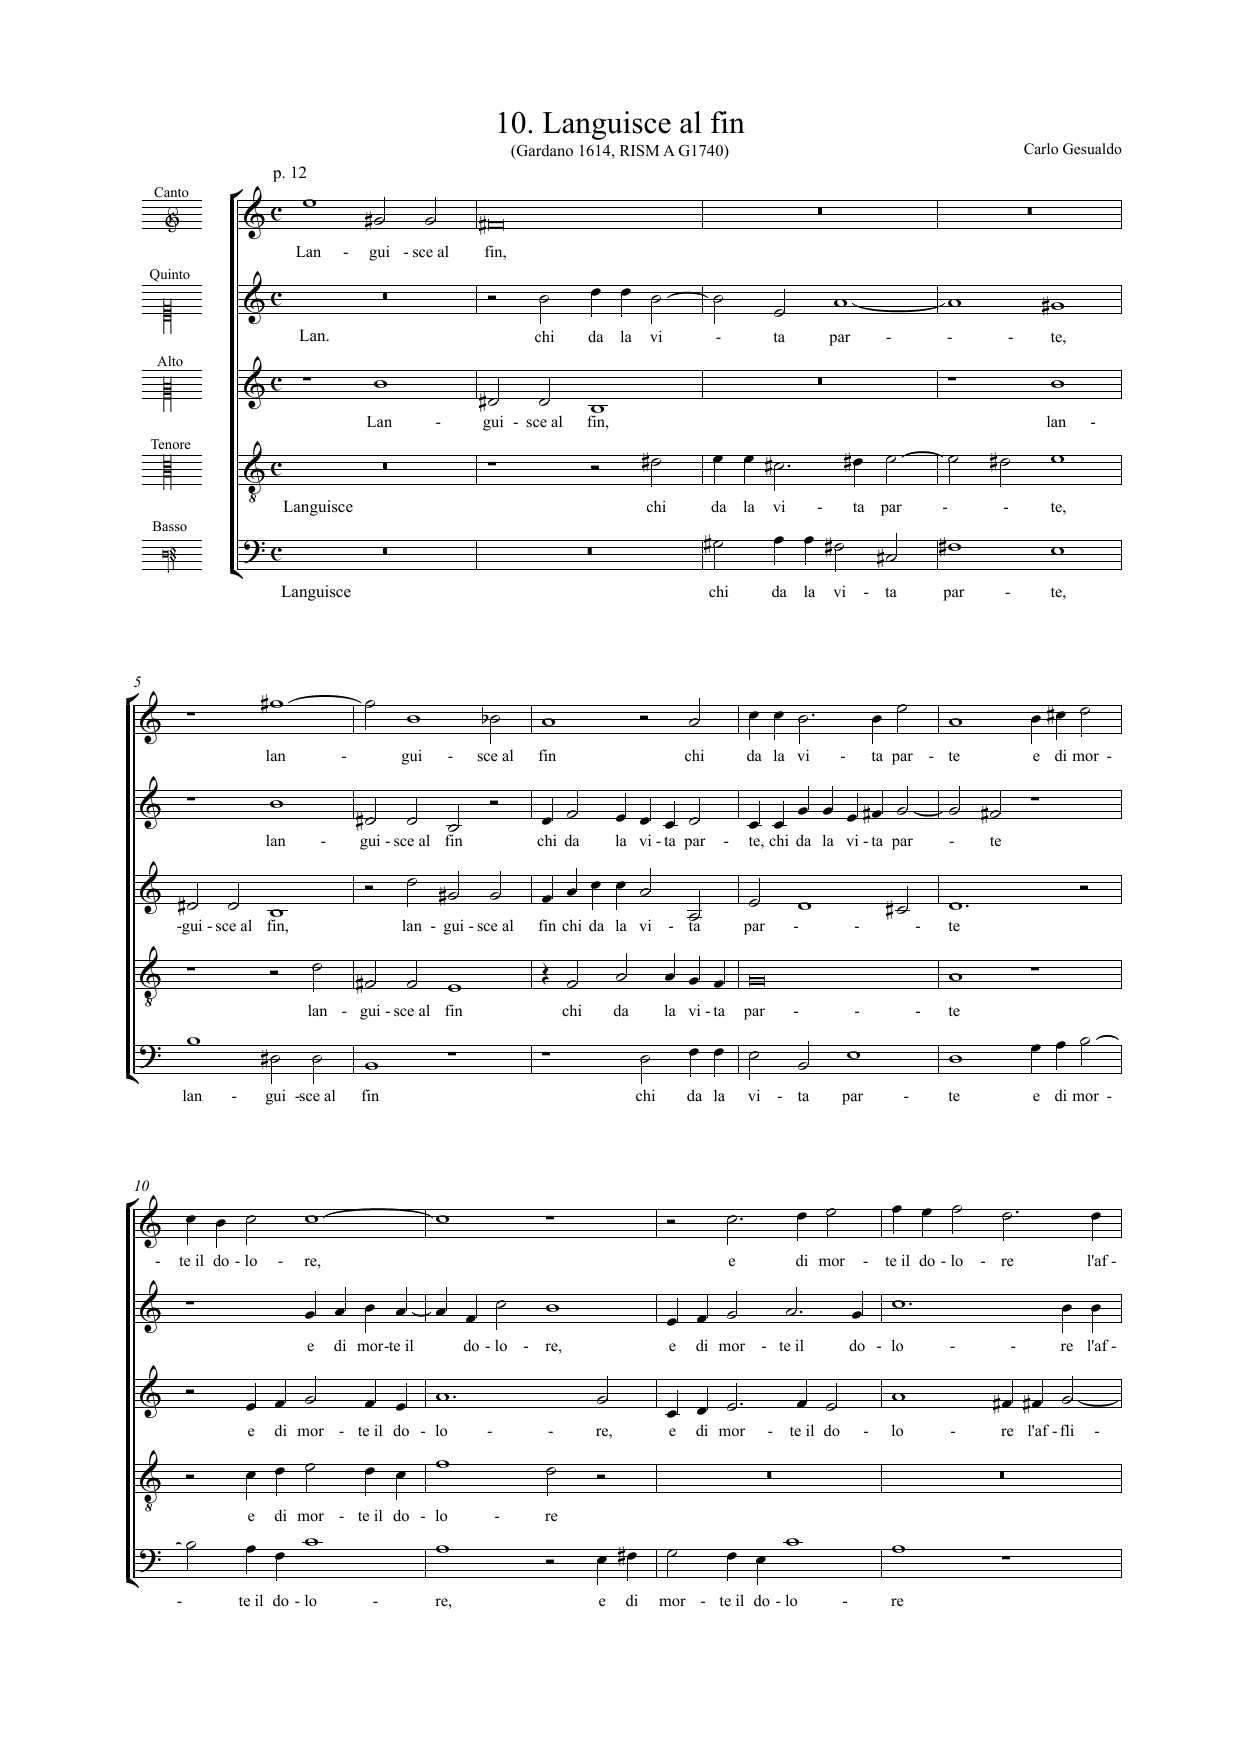 10. Languisce al fin
(Gardano 1614, RISM A G1740)
Carlo Gesualdo
p. 12
Canto
Lan - gui - sce al fin,
Quinto
Lan. chi da la vi - ta par - - - te,
Alto
Lan - gui - sce al fin, lan -
Tenore
8
Languisce chi da la vi - ta par - - te,
Basso
Languisce chi da la vi - ta par - te,
5
lan - gui - sce al fin chi da la vi - ta par - te e di mor -
lan - gui - sce al fin chi da la vi - ta par - te, chi da la vi - ta par - te
-gui - sce al fin, lan - gui - sce al fin chi da la vi - ta par - - - te
8
lan - gui - sce al fin chi da la vi - ta par - - - te
lan - gui -sce al fin chi da la vi - ta par - te e di mor -
10
- te il do - lo - re, e di mor - te il do - lo - re l'af -
e di mor - te il do - lo - re, e di mor - te il do - lo - - re l'af -
e di mor - te il do - lo - - re, e di mor - te il do - lo - re l'af - fli -
8
e di mor - te il do - lo - re
- te il do - lo - re, e di mor - te il do - lo - re